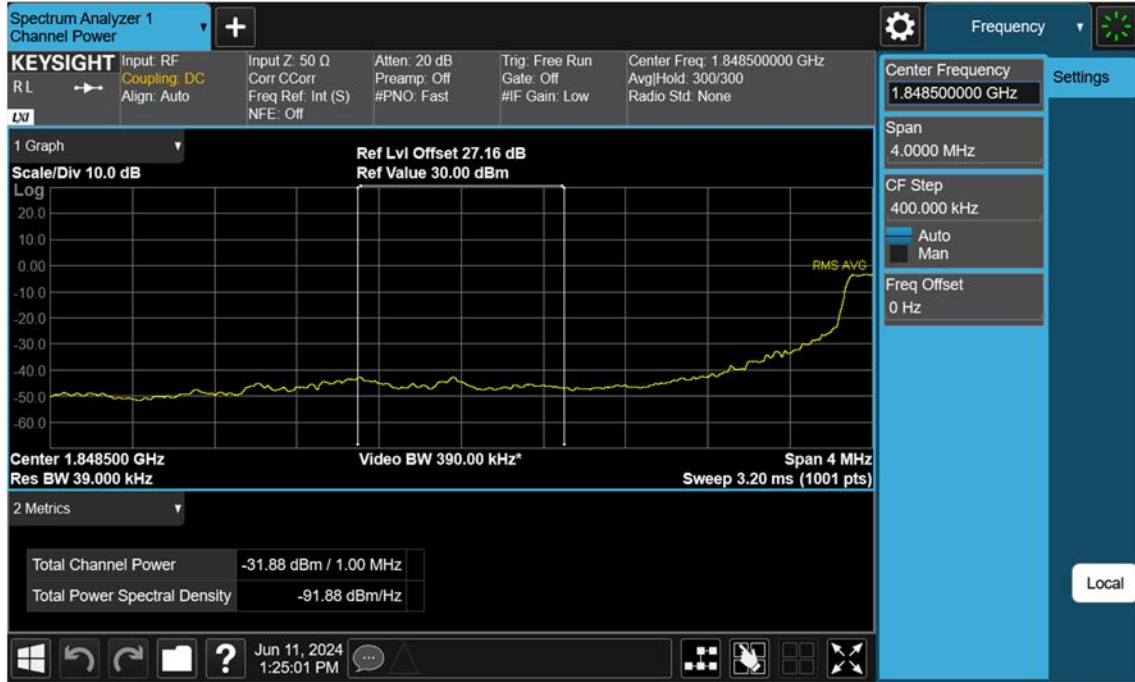 Spectrum Analyzer 1
Channel Power
+
Frequency
KEYSIGHT
R L
LXI
Input: RF
Coupling: DC
Align: Auto
Input Z: 50 Ω
Corr CCorr
Freq Ref: Int (S)
NFE: Off
Atten: 20 dB
Preamp: Off
#PNO: Fast
Trig: Free Run
Gate: Off
#IF Gain: Low
Center Freq: 1.848500000 GHz
Avg|Hold: 300/300
Radio Std: None
1 Graph
Scale/Div 10.0 dB
Ref Lvl Offset 27.16 dB
Ref Value 30.00 dBm
Log
20.0
10.0
0.00
-10.0
-20.0
-30.0
-40.0
-50.0
-60.0
RMS AVG
Center 1.848500 GHz
Res BW 39.000 kHz
Video BW 390.00 kHz*
Span 4 MHz
Sweep 3.20 ms (1001 pts)
2 Metrics
Total Channel Power -31.88 dBm / 1.00 MHz
Total Power Spectral Density -91.88 dBm/Hz
Center Frequency
1.848500000 GHz
Span
4.0000 MHz
CF Step
400.000 kHz
Auto
Man
Freq Offset
0 Hz
Settings
Local
?
Jun 11, 2024
1:25:01 PM